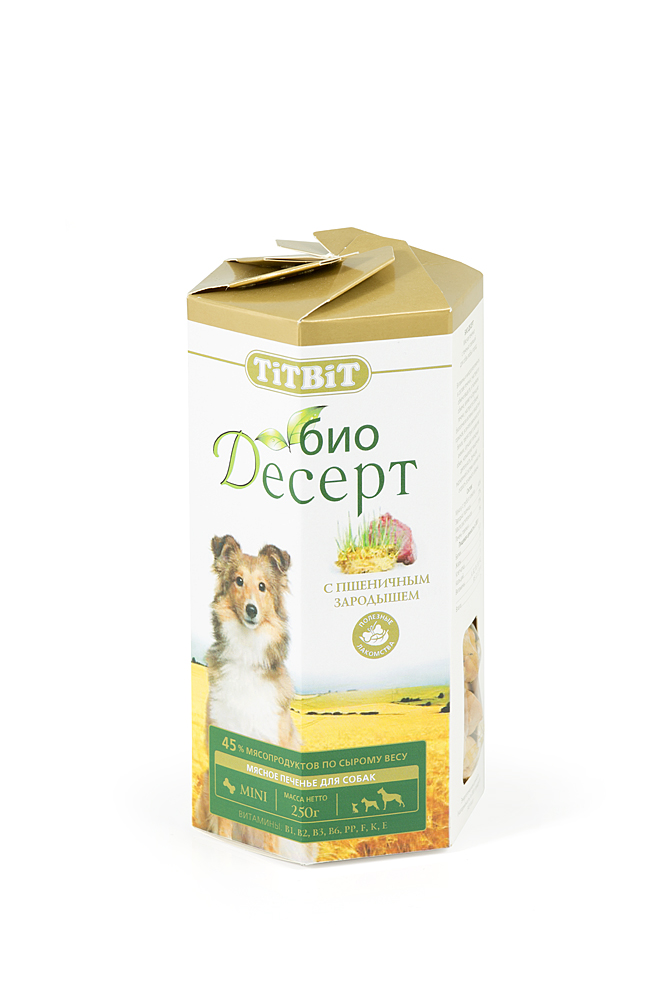 TiTBiT
био
Десерт
С ПШЕНИЧНЫМ
ЗАРОДЫШЕМ
ПОЛЕЗНЫЕ
ЛАКОМСТВА
45% МЯСОПРОДУКТОВ ПО СЫРОМУ ВЕСУ
МЯСНОЕ ПЕЧЕНЬЕ ДЛЯ СОБАК
MINI
МАССА НЕТТО
250г
ВИТАМИНЫ: B1, B2, B3, B6, PP, F, K, E